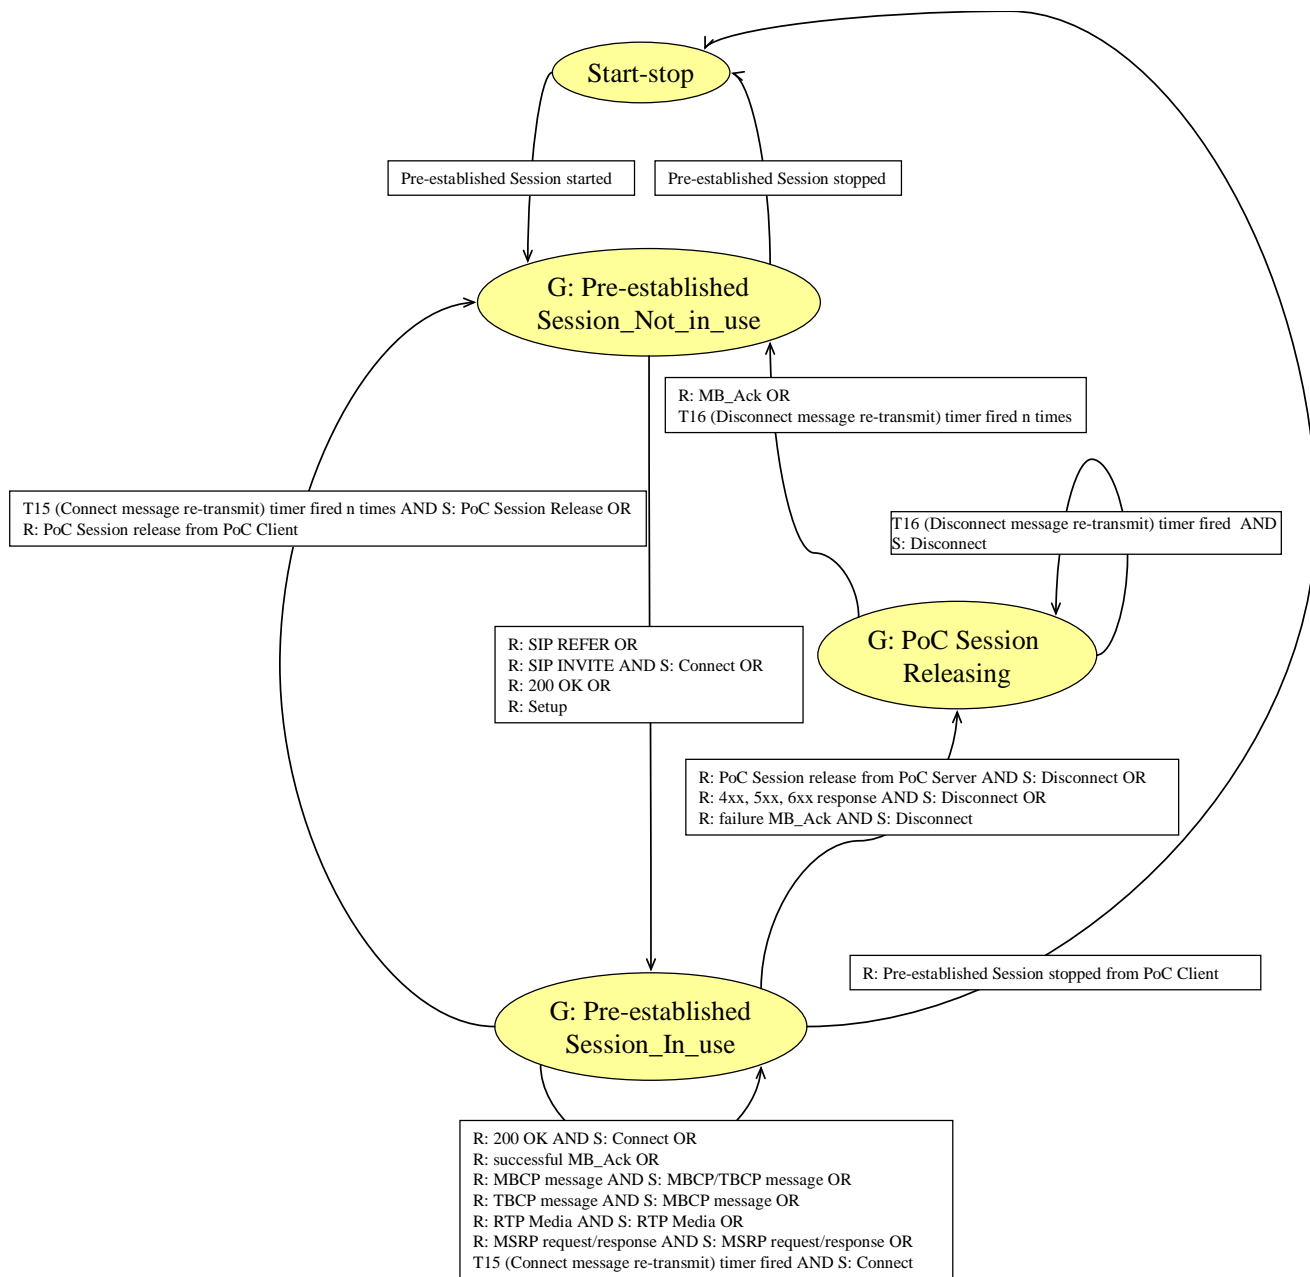 Start-stop
Pre-established Session started
Pre-established Session stopped
G: Pre-established
Session_Not_in_use
R: MB_Ack OR
T16 (Disconnect message re-transmit) timer fired n times
T15 (Connect message re-transmit) timer fired n times AND S: PoC Session Release OR
R: PoC Session release from PoC Client
T16 (Disconnect message re-transmit) timer fired AND
S: Disconnect
R: SIP REFER OR
R: SIP INVITE AND S: Connect OR
R: 200 OK OR
R: Setup
G: PoC Session
Releasing
R: PoC Session release from PoC Server AND S: Disconnect OR
R: 4xx, 5xx, 6xx response AND S: Disconnect OR
R: failure MB_Ack AND S: Disconnect
R: Pre-established Session stopped from PoC Client
G: Pre-established
Session_In_use
R: 200 OK AND S: Connect OR
R: successful MB_Ack OR
R: MBCP message AND S: MBCP/TBCP message OR
R: TBCP message AND S: MBCP message OR
R: RTP Media AND S: RTP Media OR
R: MSRP request/response AND S: MSRP request/response OR
T15 (Connect message re-transmit) timer fired AND S: Connect